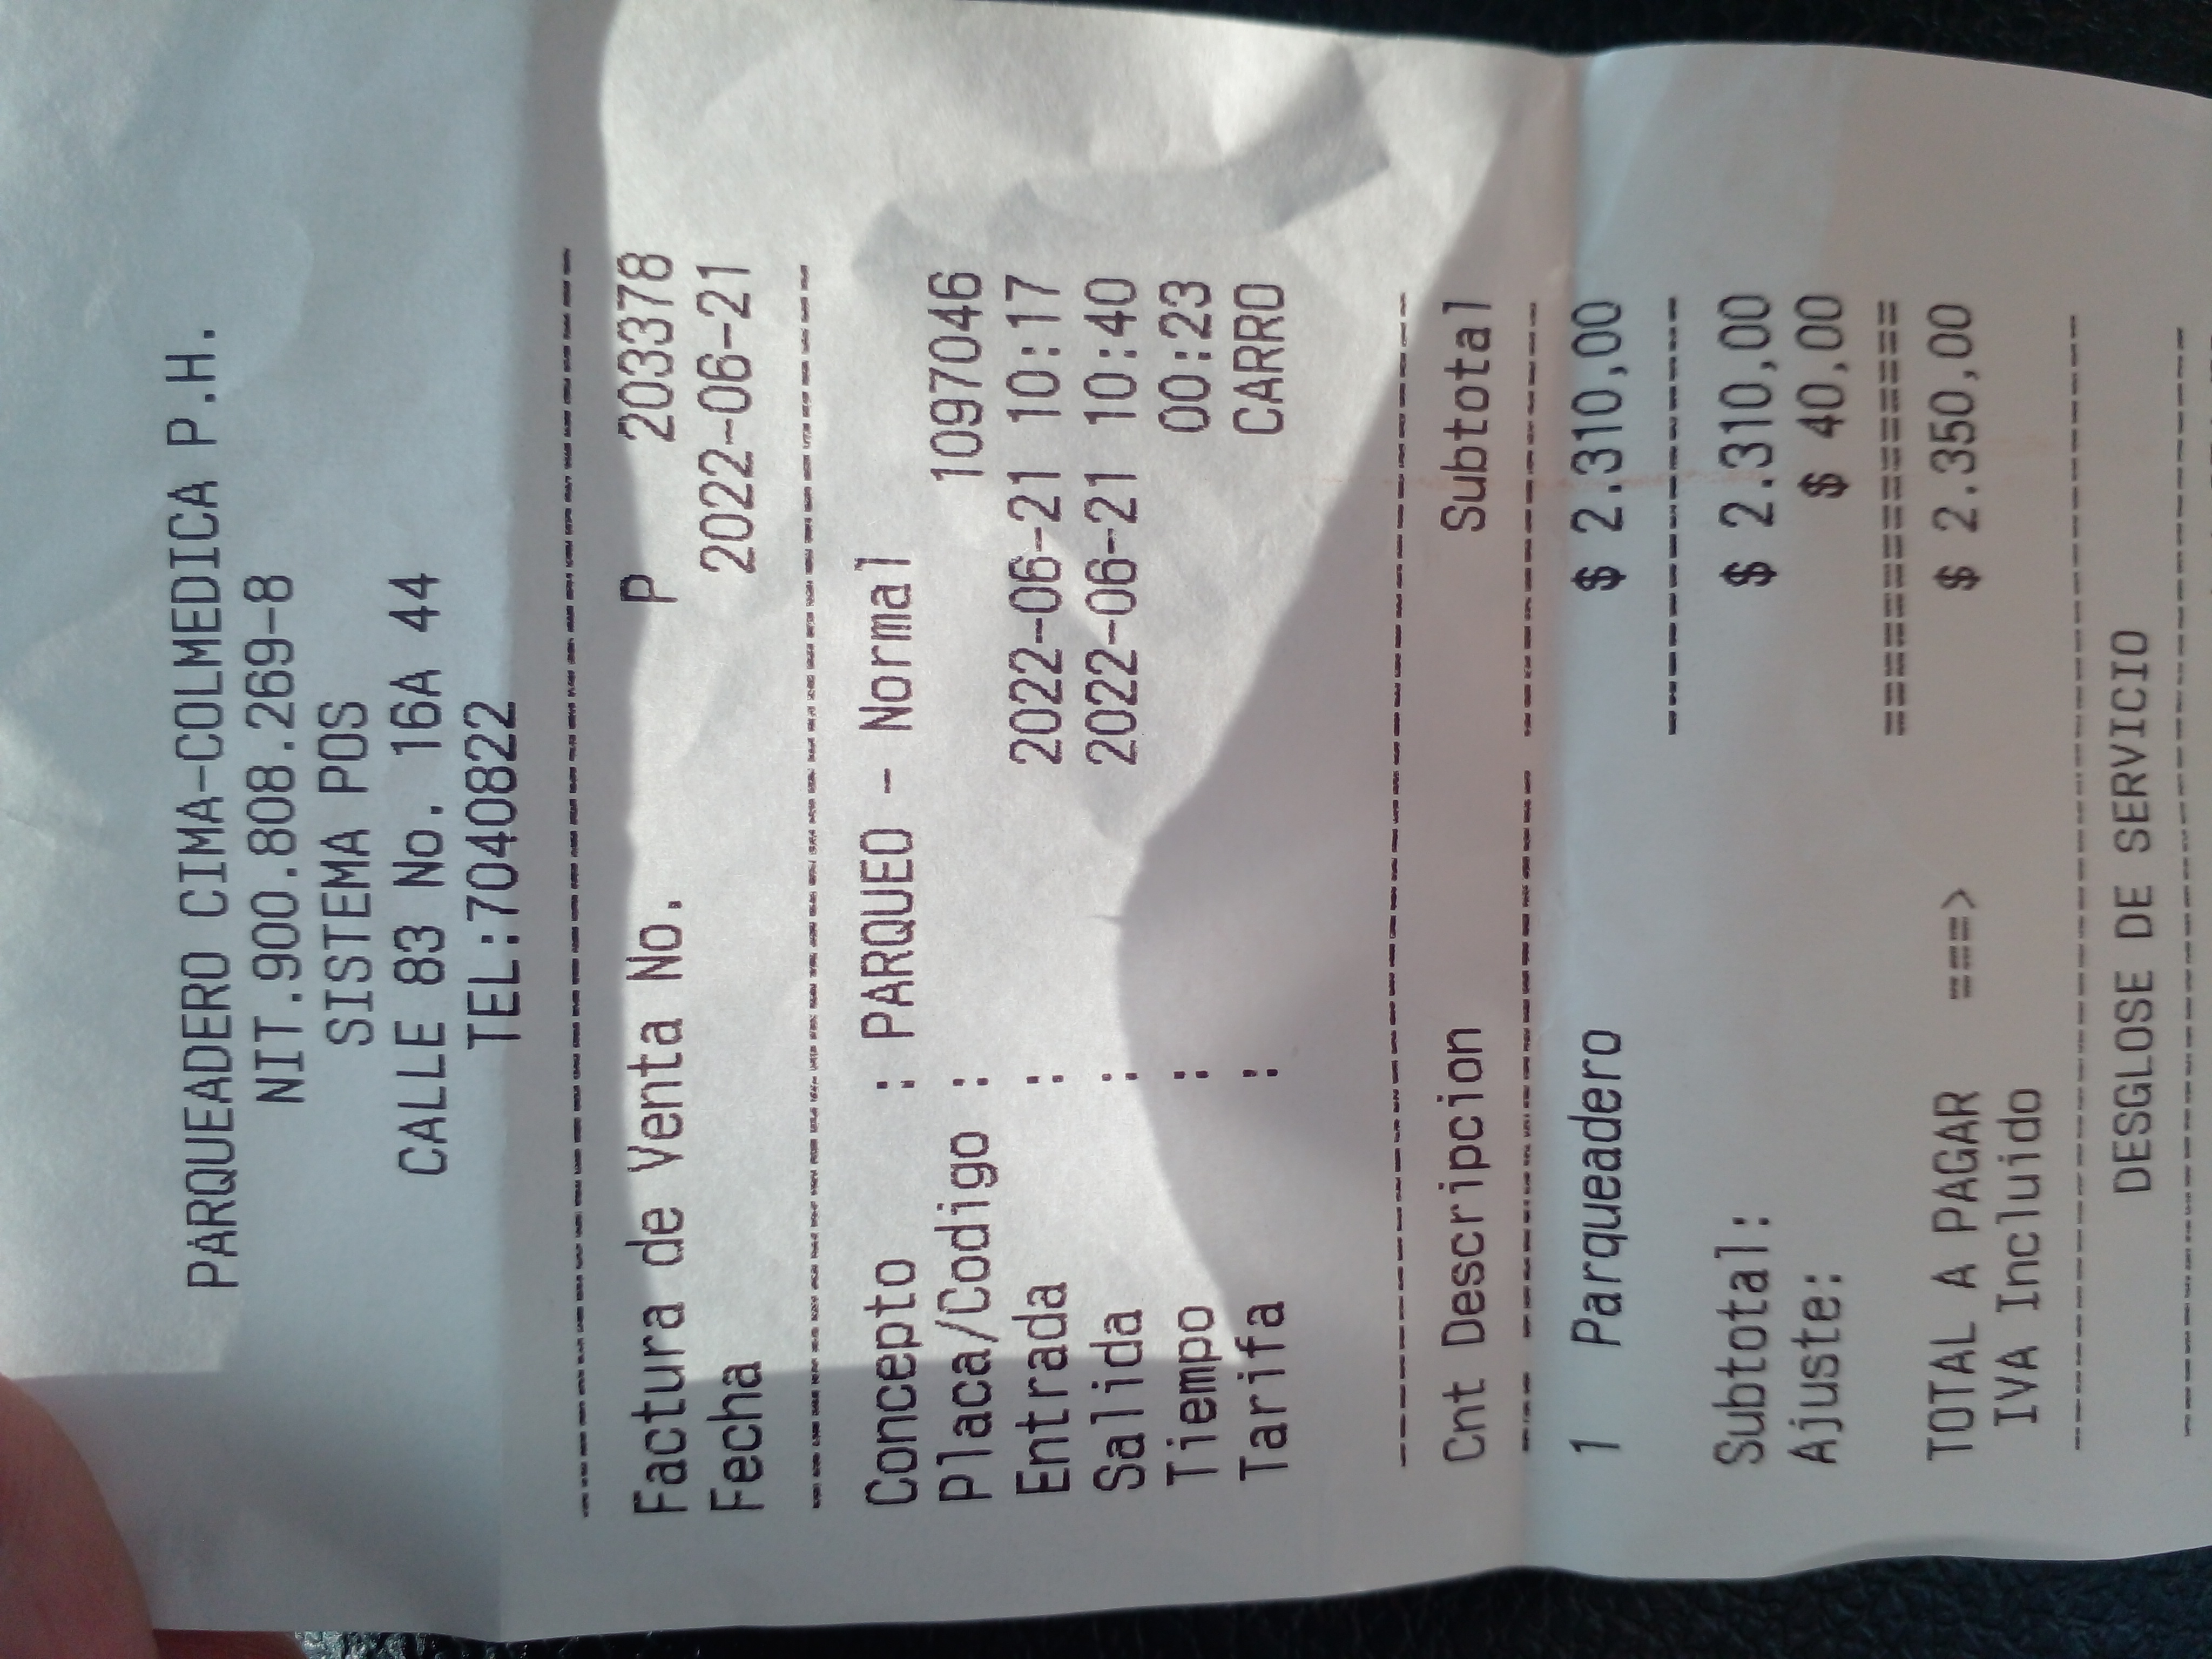 PARQUEADERO CIMA-COLMEDICA P.H.
NIT.900.808.269-8
SISTEMA POS
CALLE 83 No. 16A 44
TEL:7040822
--------------------------------
Factura de Venta No. P 203378
Fecha 2022-06-21
--------------------------------
Concepto : PARQUEO - Normal
Placa/Codigo : 1097046
Entrada : 2022-06-21 10:17
Salida : 2022-06-21 10:40
Tiempo : 00:23
Tarifa : CARRO
--------------------------------
Cnt Descripcion Subtotal
--------------------------------
1 Parqueadero $ 2.310,00
------------
Subtotal: $ 2.310,00
Ajuste: $ 40,00
============
TOTAL A PAGAR ===> $ 2.350,00
IVA Incluido
--------------------------------
DESGLOSE DE SERVICIO
--------------------------------